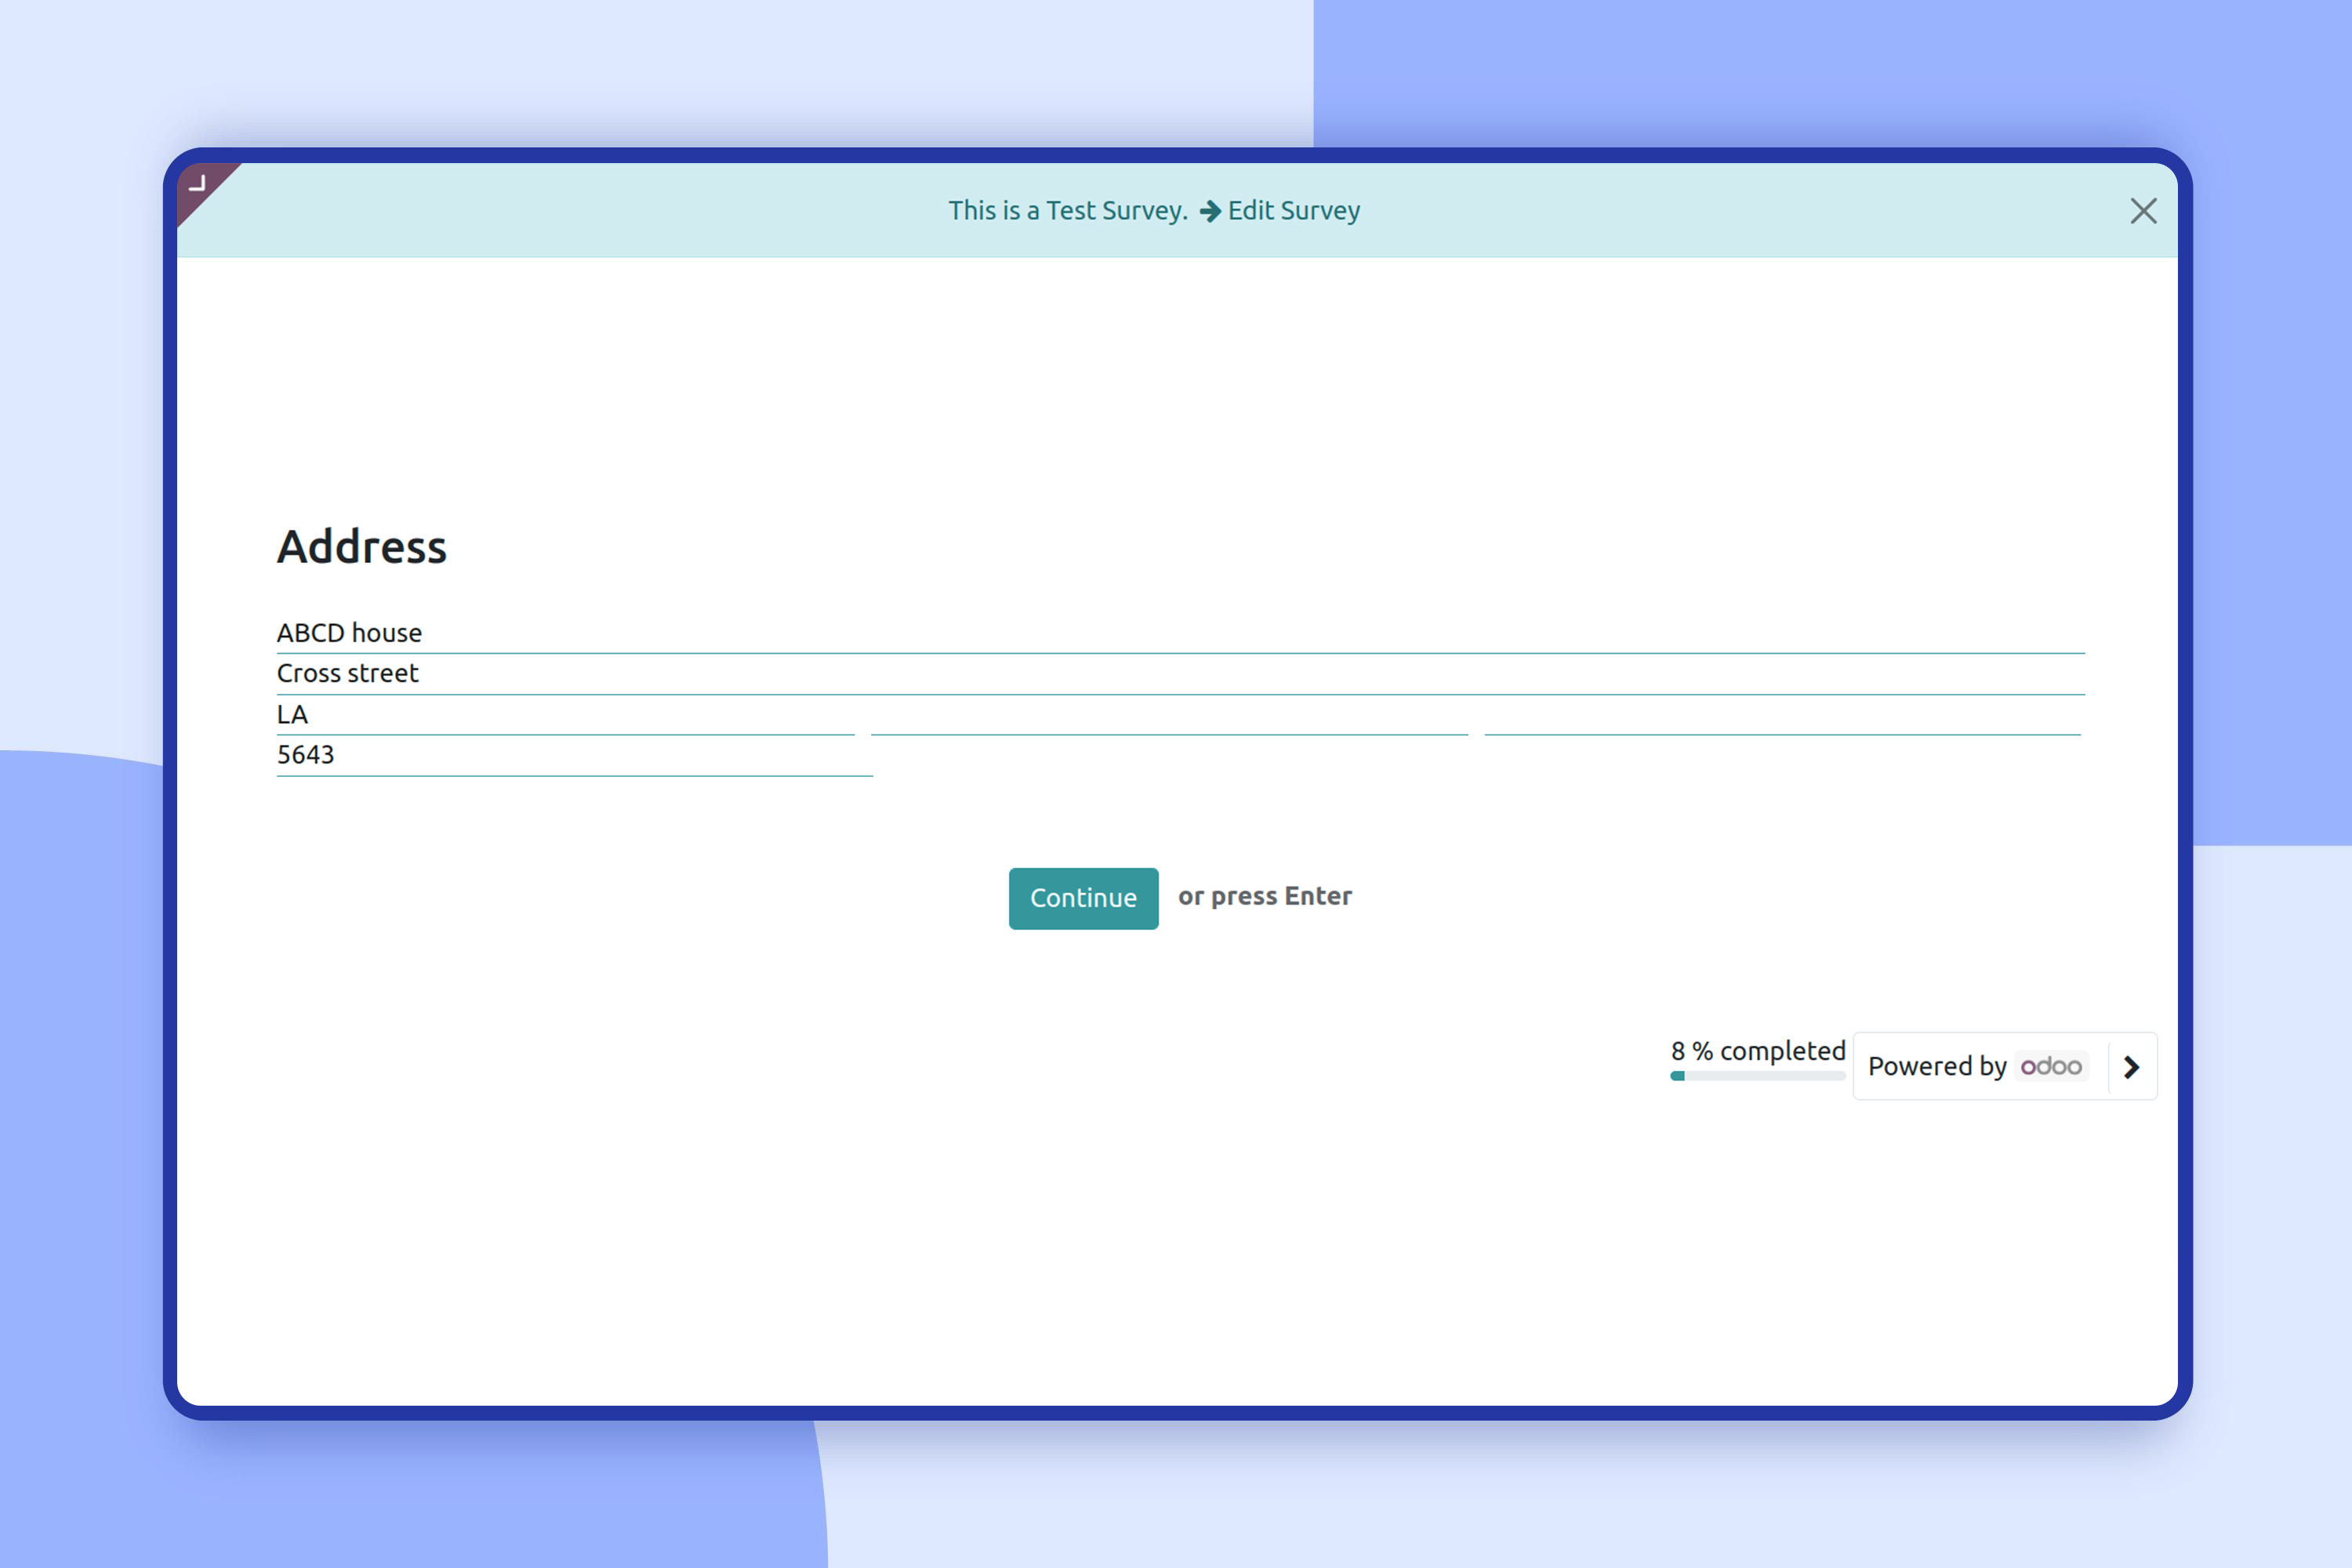 This is a Test Survey. Edit Survey
Address
ABCD house
Cross street
LA
5643
Continue or press Enter
8 % completed
Powered by odoo